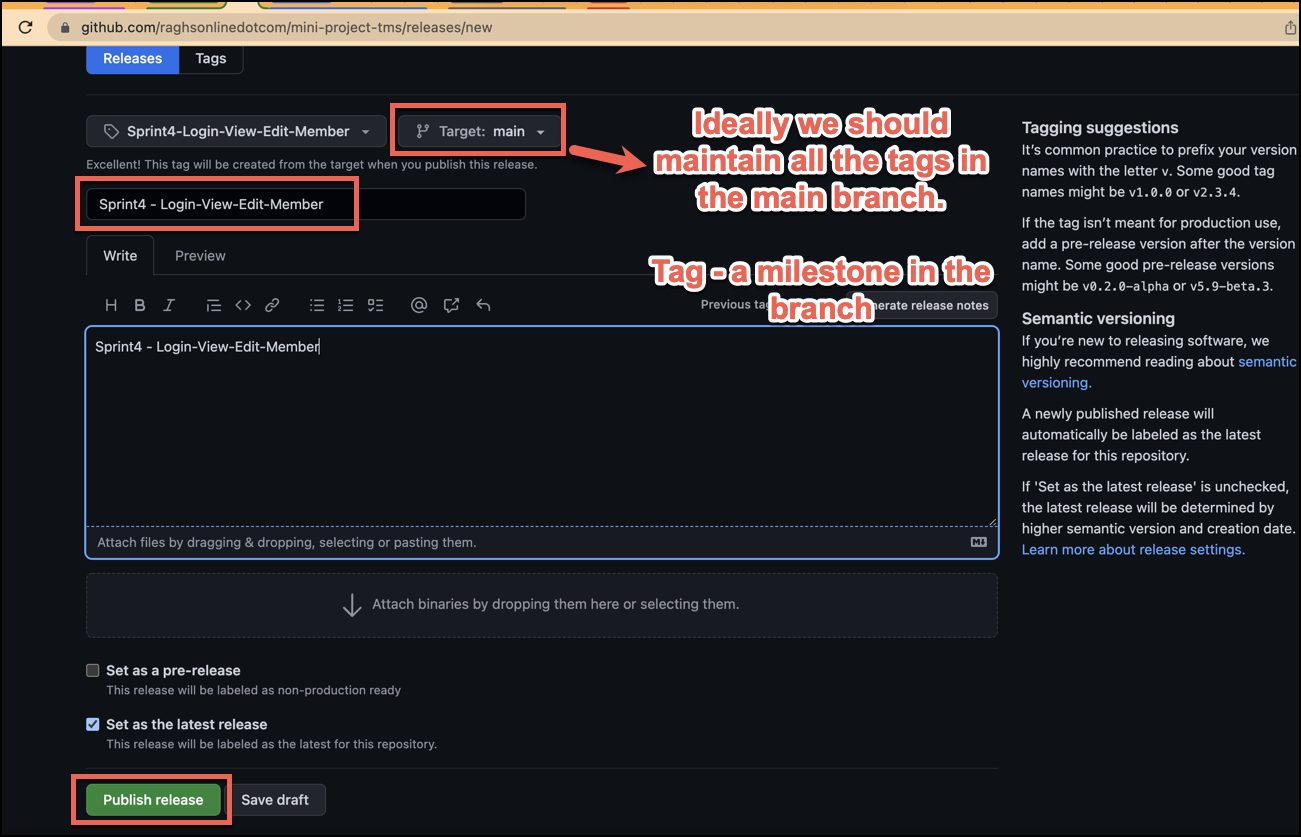 github.com/raghsonlinedotcom/mini-project-tms/releases/new
Releases
Tags
Sprint4-Login-View-Edit-Member
Target: main
Excellent! This tag will be created from the target when you publish this release.
Sprint4 - Login-View-Edit-Member
Ideally we should
maintain all the tags in
the main branch.
Write
Preview
Tag - a milestone in the
branch
H B I
Previous tag
nerate release notes
Sprint4 - Login-View-Edit-Member
Attach files by dragging & dropping, selecting or pasting them.
Attach binaries by dropping them here or selecting them.
Set as a pre-release
This release will be labeled as non-production ready
Set as the latest release
This release will be labeled as the latest for this repository.
Publish release
Save draft
Tagging suggestions
It's common practice to prefix your version
names with the letter v. Some good tag
names might be v1.0.0 or v2.3.4.
If the tag isn't meant for production use,
add a pre-release version after the version
name. Some good pre-release versions
might be v0.2.0-alpha or v5.9-beta.3.
Semantic versioning
If you're new to releasing software, we
highly recommend reading about semantic
versioning.
A newly published release will
automatically be labeled as the latest
release for this repository.
If 'Set as the latest release' is unchecked,
the latest release will be determined by
higher semantic version and creation date.
Learn more about release settings.